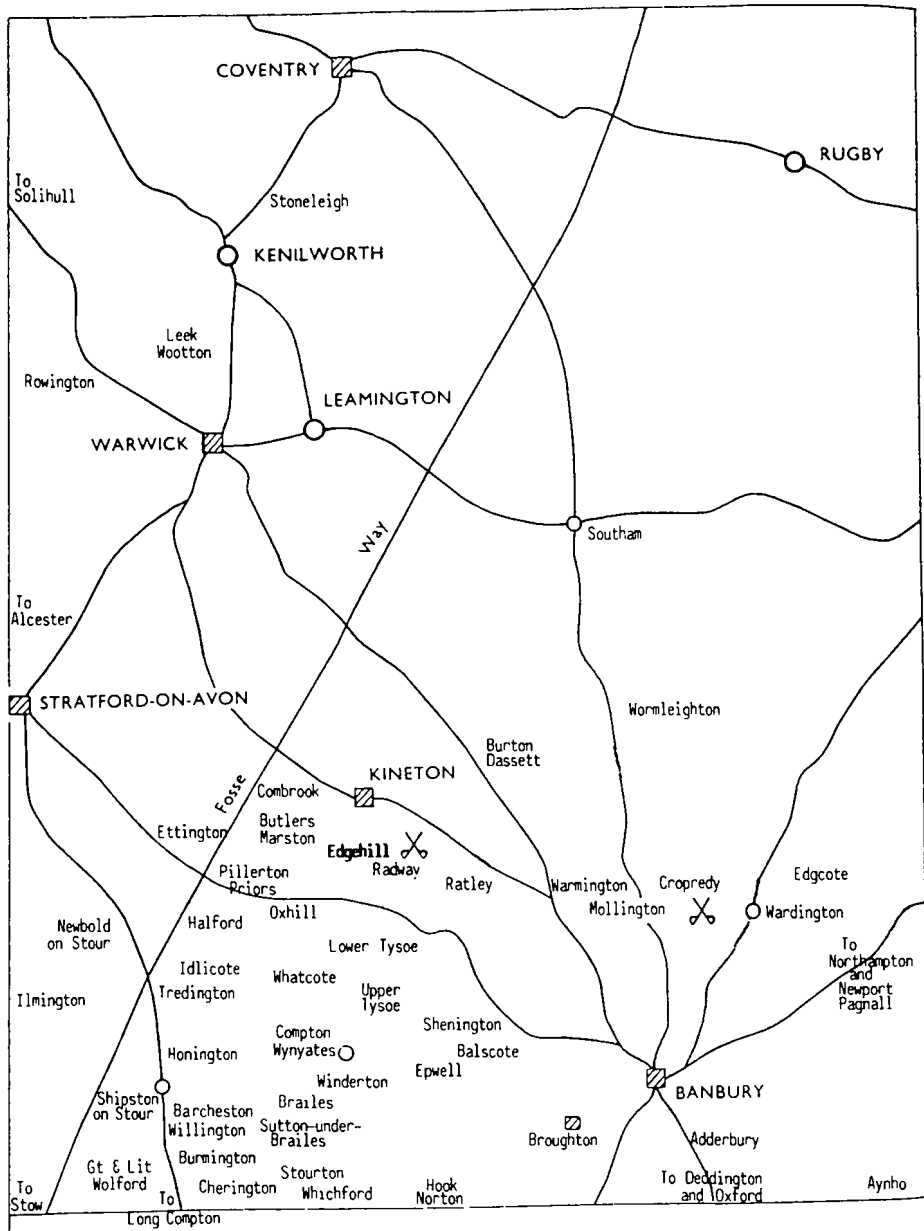 COVENTRY
RUGBY
To
Solihull
Stoneleigh
KENILWORTH
Leek
Wootton
Rowington
LEAMINGTON
WARWICK
Way
Southam
To
Alcester
STRATFORD-ON-AVON
Wormleighton
Burton
Dassett
KINETON
Fosse
Combrook
Butlers
Marston
Ettington
Edgehill
Radway
Pillerton
Priors
Ratley
Warmington
Cropredy
Edgcote
Mollington
Wardington
Oxhill
Halford
Newbold
on Stour
Lower Tysoe
To
Northampton
and
Newport
Pagnall
Idlicote
Whatcote
Tredington
Ilmington
Upper
Tysoe
Shenington
Compton
Wynyates
Balscote
Honington
Epwell
Winderton
BANBURY
Shipston
on Stour
Brailes
Barcheston
Willington
Sutton-under-
Brailes
Broughton
Adderbury
Burmington
Gt & Lit
Wolford
Stourton
Cherington
Whichford
Hook
Norton
To Deddington
and Oxford
Aynho
To
Stow
To
Long Compton